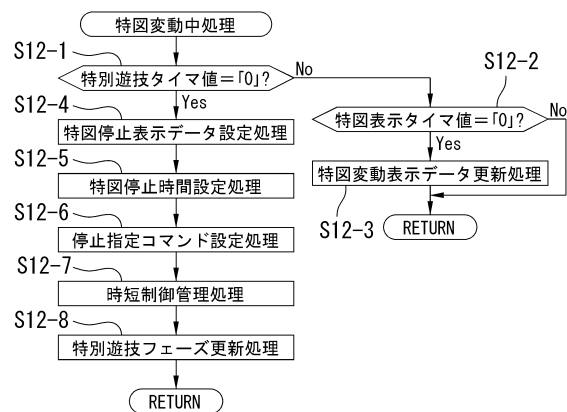 特図変動中処理
S12-1
特別遊技タイマ値=「0」?
No
Yes
S12-2
特図表示タイマ値=「0」?
No
Yes
特図変動表示データ更新処理
S12-3
RETURN
S12-4
特図停止表示データ設定処理
S12-5
特図停止時間設定処理
S12-6
停止指定コマンド設定処理
S12-7
時短制御管理処理
S12-8
特別遊技フェーズ更新処理
RETURN